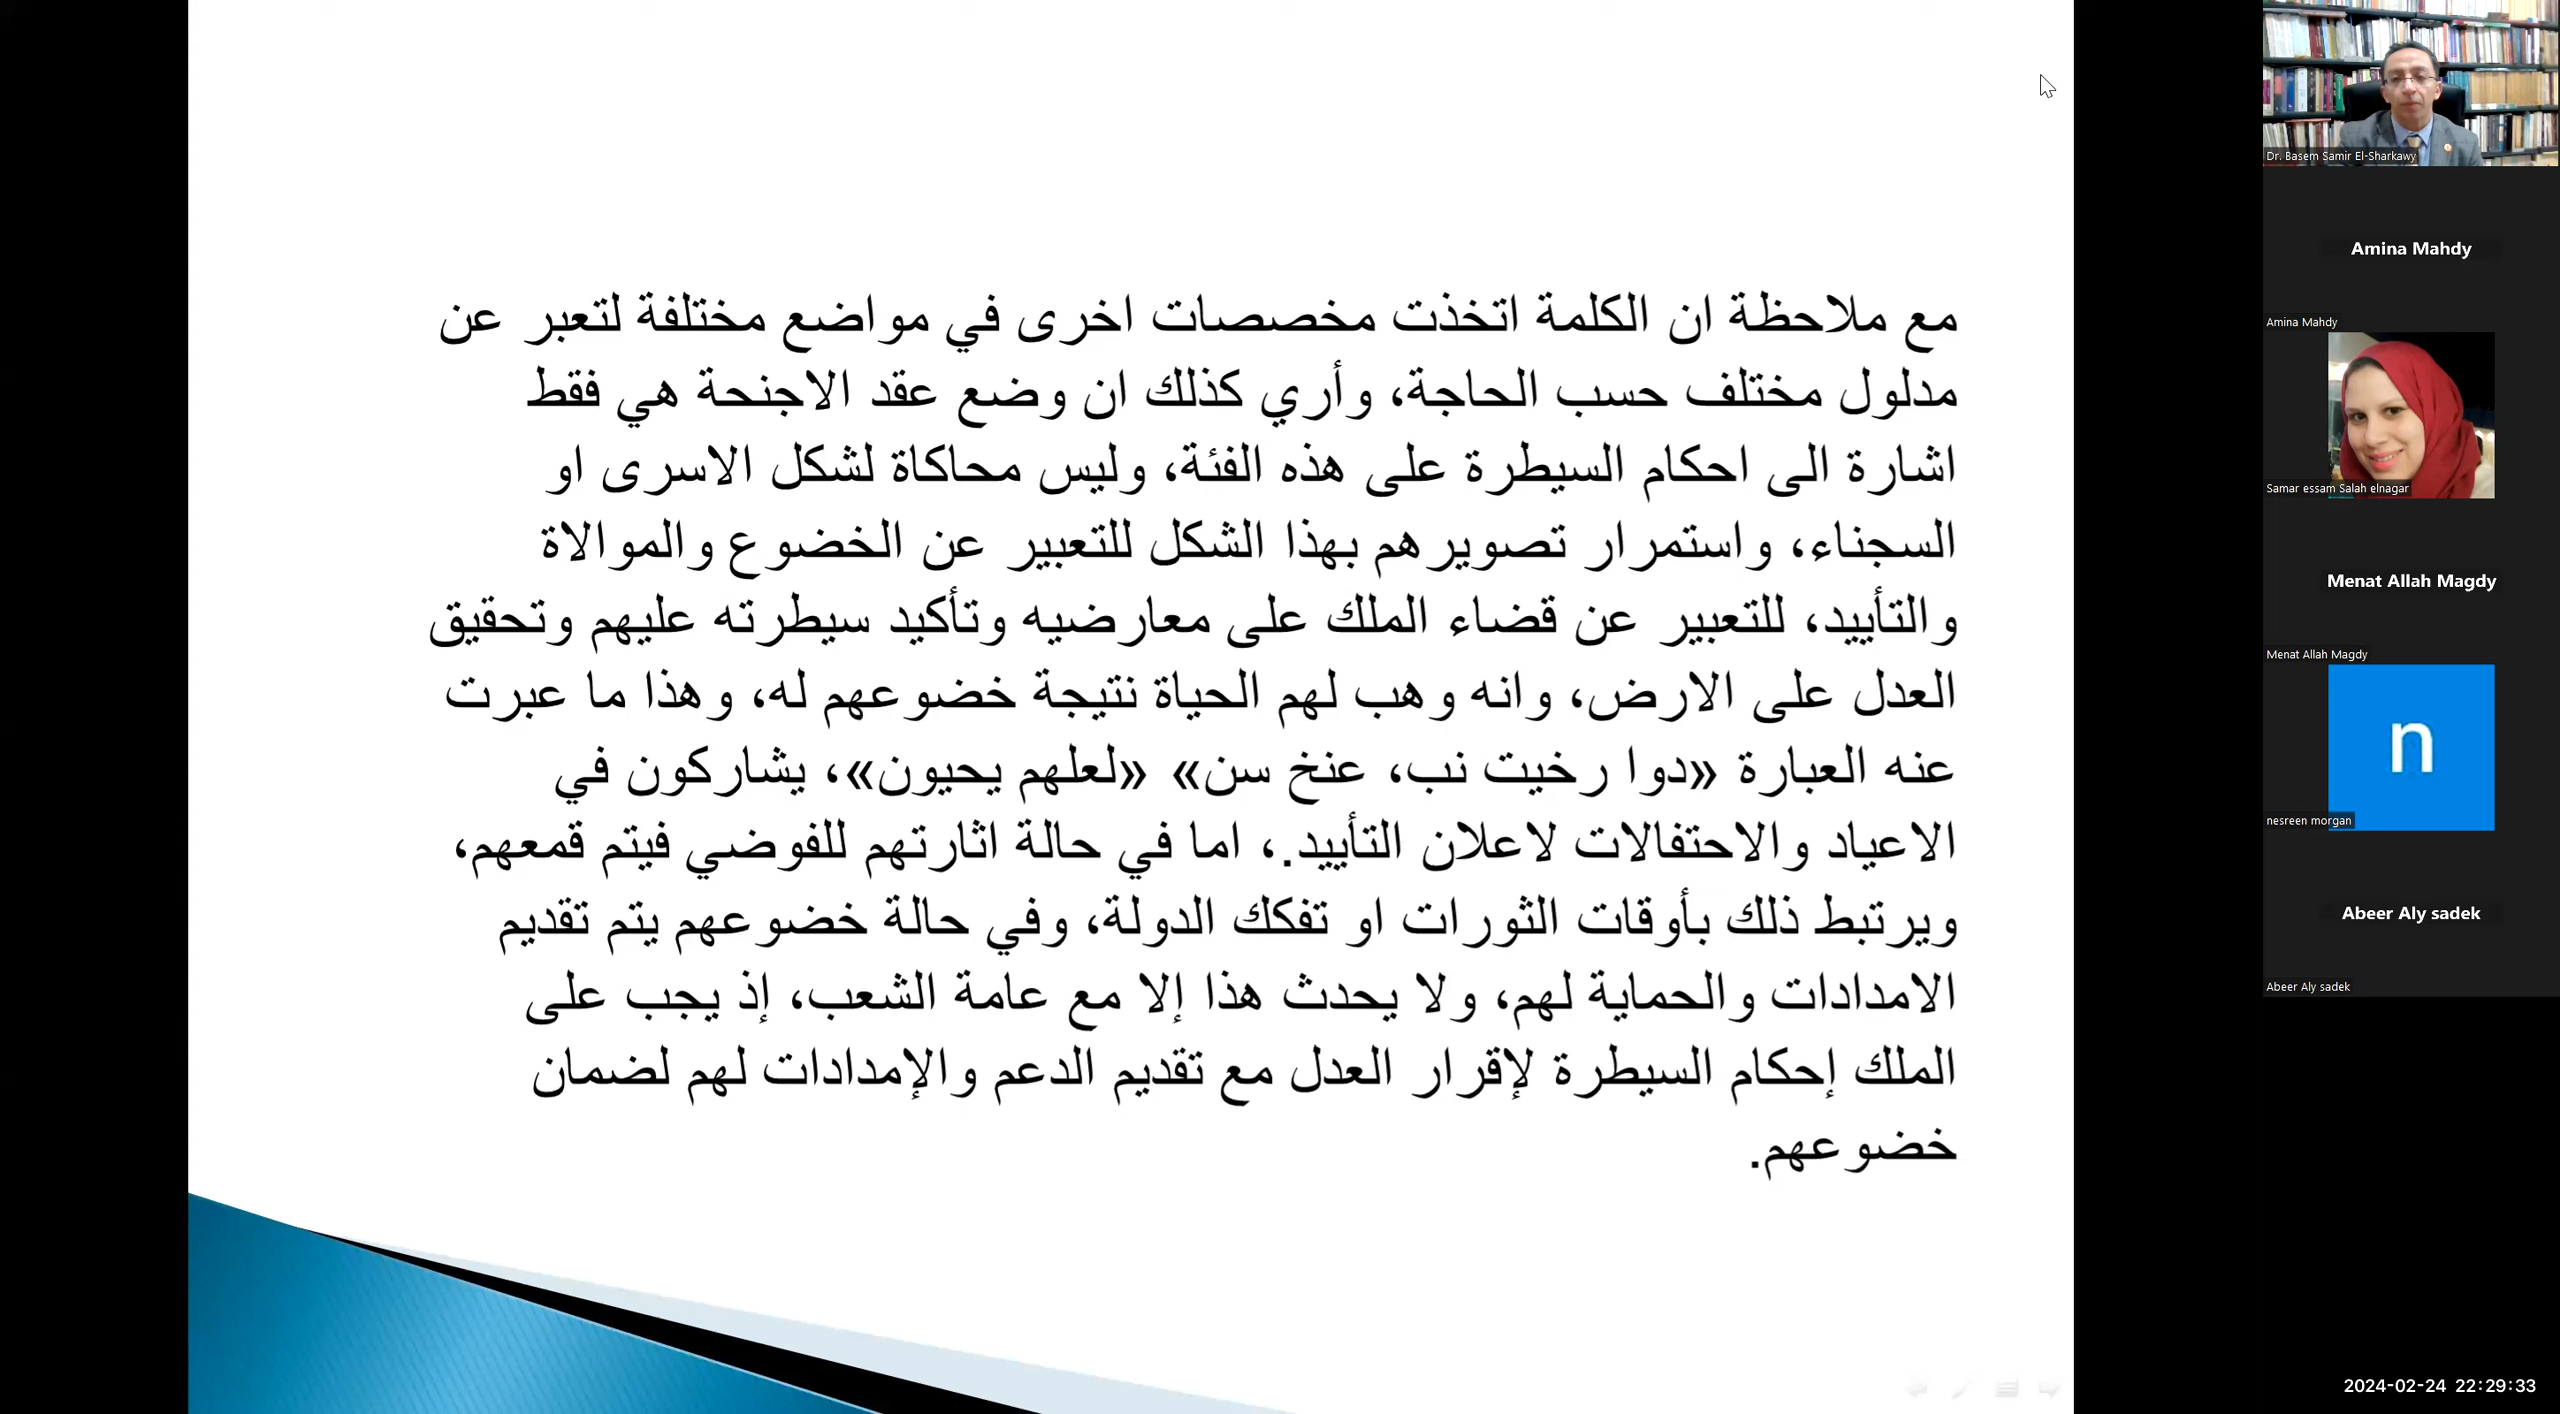 مع ملاحظة ان الكلمة اتخذت مخصصات اخرى في مواضع مختلفة لتعبر عن
مدلول مختلف حسب الحاجة، وأري كذلك ان وضع عقد الاجنحة هي فقط
اشارة الى احكام السيطرة على هذه الفئة، وليس محاكاة لشكل الاسرى او
السجناء، واستمرار تصويرهم بهذا الشكل للتعبير عن الخضوع والموالاة
والتأييد، للتعبير عن قضاء الملك على معارضيه وتأكيد سيطرته عليهم وتحقيق
العدل على الارض، وانه وهب لهم الحياة نتيجة خضوعهم له، وهذا ما عبرت
عنه العبارة «دوا رخيت نب، عنخ سن» «لعلهم يحيون»، يشاركون في
الاعياد والاحتفالات لاعلان التأييد.، اما في حالة اثارتهم للفوضي فيتم قمعهم،
ويرتبط ذلك بأوقات الثورات او تفكك الدولة، وفي حالة خضوعهم يتم تقديم
الامدادات والحماية لهم، ولا يحدث هذا إلا مع عامة الشعب، إذ يجب على
الملك إحكام السيطرة لإقرار العدل مع تقديم الدعم والإمدادات لهم لضمان
خضوعهم.
Dr. Basem Samir El-Sharkawy
Amina Mahdy
Amina Mahdy
Samar essam Salah elnagar
Menat Allah Magdy
Menat Allah Magdy
n
nesreen morgan
Abeer Aly sadek
Abeer Aly sadek
2024-02-24 22:29:33